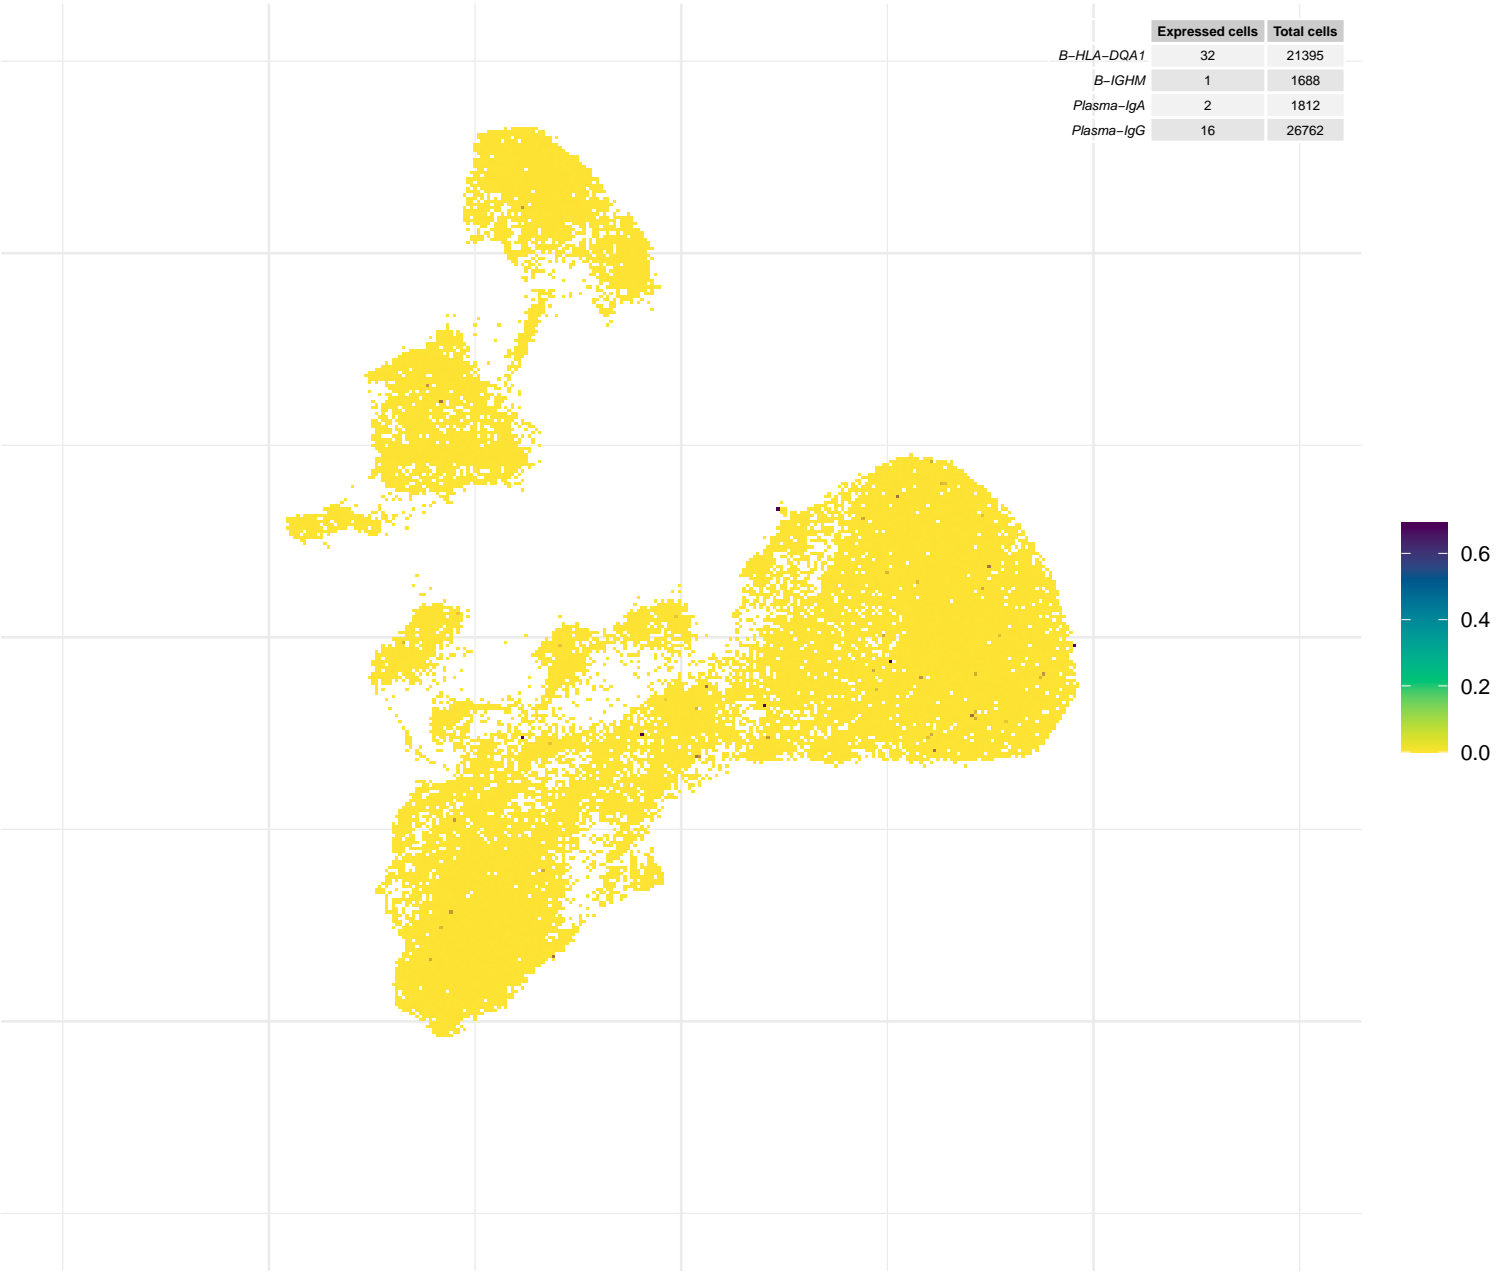 Expressed cells Total cells
B−HLA−DQA1 32 21395
B−IGHM 1 1688
Plasma−IgA 2 1812
Plasma−IgG 16 26762
0.6
0.4
0.2
0.0